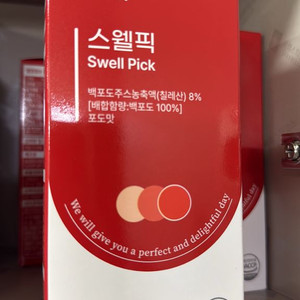 스웰픽
Swell Pick
백포도주스농축액(칠레산) 8%
[배합함량:백포도 100%]
포도맛
We will give you a perfect and delightful day